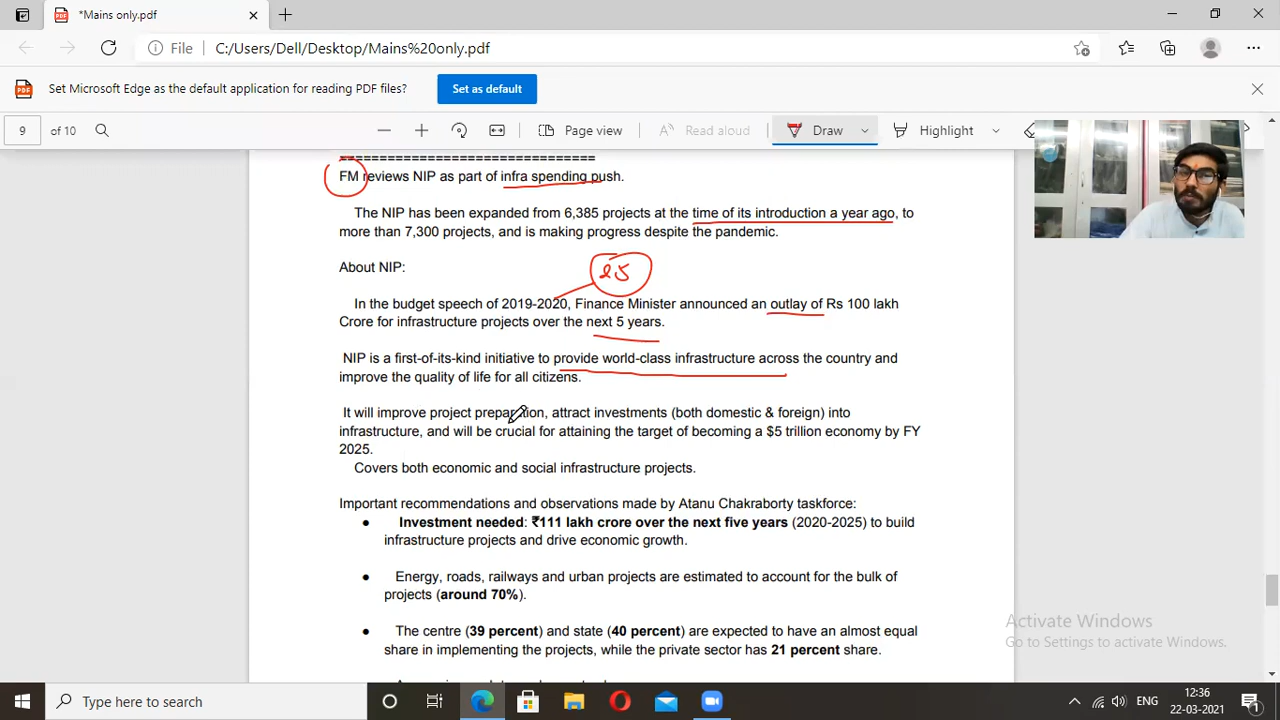 *Mains only.pdf
File
C:/Users/Dell/Desktop/Mains%20only.pdf
Set Microsoft Edge as the default application for reading PDF files?
Set as default
9 of 10
Page view
Read aloud
Draw
Highlight
================================
FM reviews NIP as part of infra spending push.
The NIP has been expanded from 6,385 projects at the time of its introduction a year ago, to
more than 7,300 projects, and is making progress despite the pandemic.
About NIP:
25
In the budget speech of 2019-2020, Finance Minister announced an outlay of Rs 100 lakh
Crore for infrastructure projects over the next 5 years.
NIP is a first-of-its-kind initiative to provide world-class infrastructure across the country and
improve the quality of life for all citizens.
It will improve project preparation, attract investments (both domestic & foreign) into
infrastructure, and will be crucial for attaining the target of becoming a $5 trillion economy by FY
2025.
Covers both economic and social infrastructure projects.
Important recommendations and observations made by Atanu Chakraborty taskforce:
● Investment needed: ₹111 lakh crore over the next five years (2020-2025) to build
infrastructure projects and drive economic growth.
● Energy, roads, railways and urban projects are estimated to account for the bulk of
projects (around 70%).
● The centre (39 percent) and state (40 percent) are expected to have an almost equal
share in implementing the projects, while the private sector has 21 percent share.
Activate Windows
Go to Settings to activate Windows.
Type here to search
ENG
12:36
22-03-2021
1